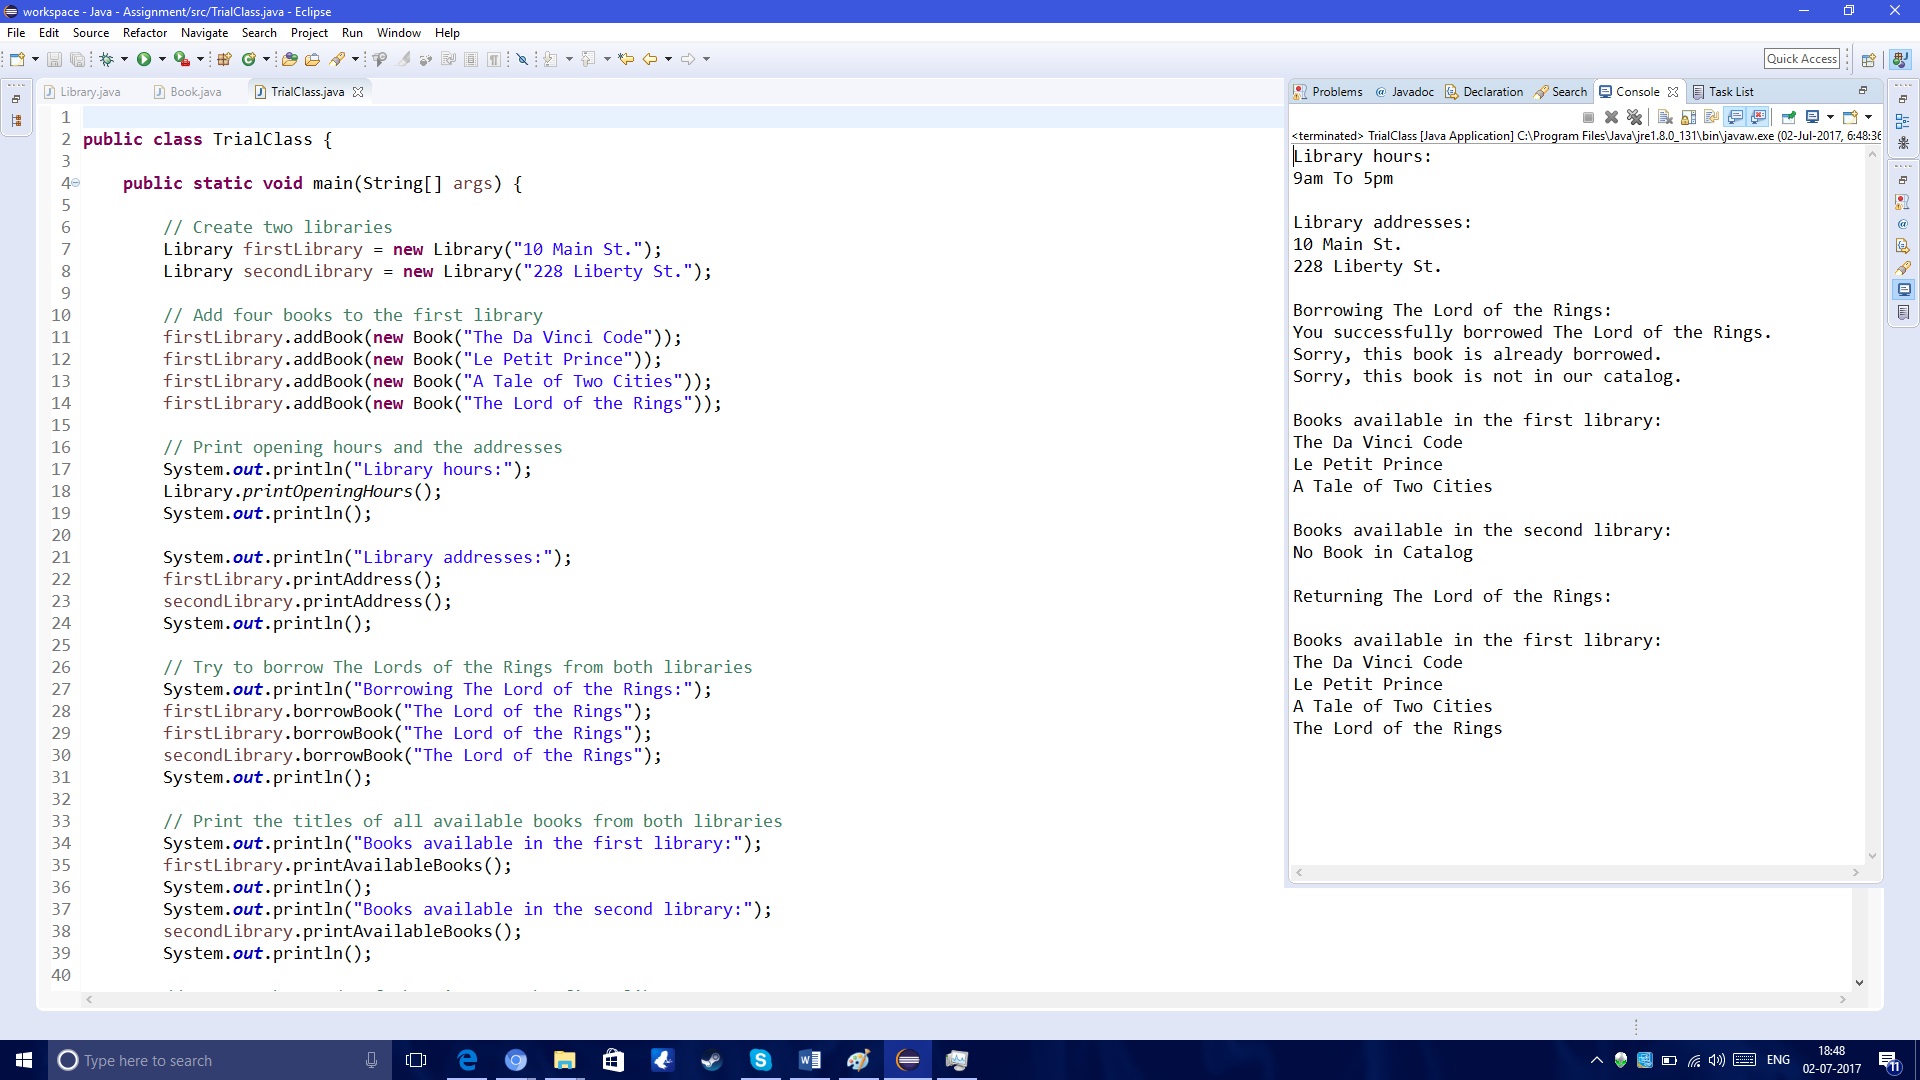 workspace - Java - Assignment/src/TrialClass.java - Eclipse
File Edit Source Refactor Navigate Search Project Run Window Help
Quick Access
Library.java Book.java TrialClass.java
1
2 public class TrialClass {
3
4 public static void main(String[] args) {
5
6 // Create two libraries
7 Library firstLibrary = new Library("10 Main St.");
8 Library secondLibrary = new Library("228 Liberty St.");
9
10 // Add four books to the first library
11 firstLibrary.addBook(new Book("The Da Vinci Code"));
12 firstLibrary.addBook(new Book("Le Petit Prince"));
13 firstLibrary.addBook(new Book("A Tale of Two Cities"));
14 firstLibrary.addBook(new Book("The Lord of the Rings"));
15
16 // Print opening hours and the addresses
17 System.out.println("Library hours:");
18 Library.printOpeningHours();
19 System.out.println();
20
21 System.out.println("Library addresses:");
22 firstLibrary.printAddress();
23 secondLibrary.printAddress();
24 System.out.println();
25
26 // Try to borrow The Lords of the Rings from both libraries
27 System.out.println("Borrowing The Lord of the Rings:");
28 firstLibrary.borrowBook("The Lord of the Rings");
29 firstLibrary.borrowBook("The Lord of the Rings");
30 secondLibrary.borrowBook("The Lord of the Rings");
31 System.out.println();
32
33 // Print the titles of all available books from both libraries
34 System.out.println("Books available in the first library:");
35 firstLibrary.printAvailableBooks();
36 System.out.println();
37 System.out.println("Books available in the second library:");
38 secondLibrary.printAvailableBooks();
39 System.out.println();
40
Problems @ Javadoc Declaration Search Console Task List
<terminated> TrialClass [Java Application] C:\Program Files\Java\jre1.8.0_131\bin\javaw.exe (02-Jul-2017, 6:48:36
Library hours:
9am To 5pm
Library addresses:
10 Main St.
228 Liberty St.
Borrowing The Lord of the Rings:
You successfully borrowed The Lord of the Rings.
Sorry, this book is already borrowed.
Sorry, this book is not in our catalog.
Books available in the first library:
The Da Vinci Code
Le Petit Prince
A Tale of Two Cities
Books available in the second library:
No Book in Catalog
Returning The Lord of the Rings:
Books available in the first library:
The Da Vinci Code
Le Petit Prince
A Tale of Two Cities
The Lord of the Rings
Type here to search
ENG
18:48
02-07-2017
11